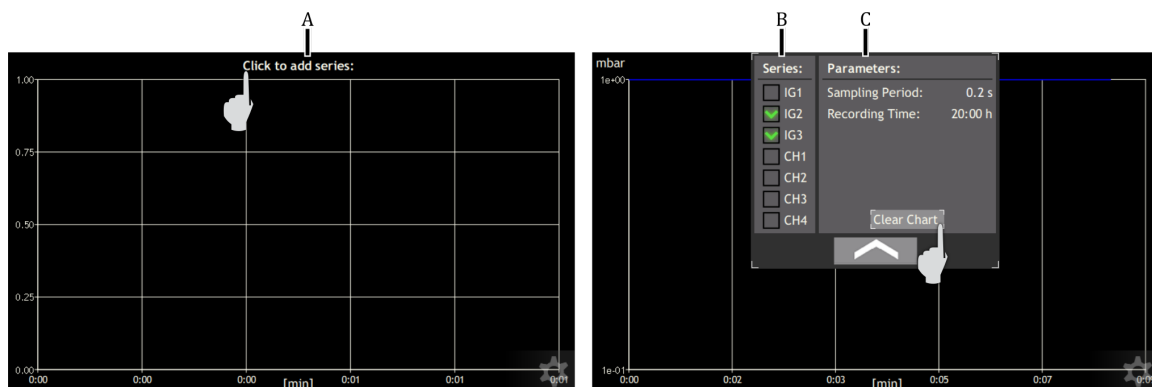 A
Click to add series:
1.00
0.75
0.50
0.25
0.00
0:00
0:00
0:00
0:01
0:01
0:01
[min]
B
C
mbar
1e+00
Series:
IG1
IG2
IG3
CH1
CH2
CH3
CH4
Parameters:
Sampling Period: 0.2 s
Recording Time: 20:00 h
Clear Chart
1e-01
0:00
0:02
0:03
[min]
0:05
0:07